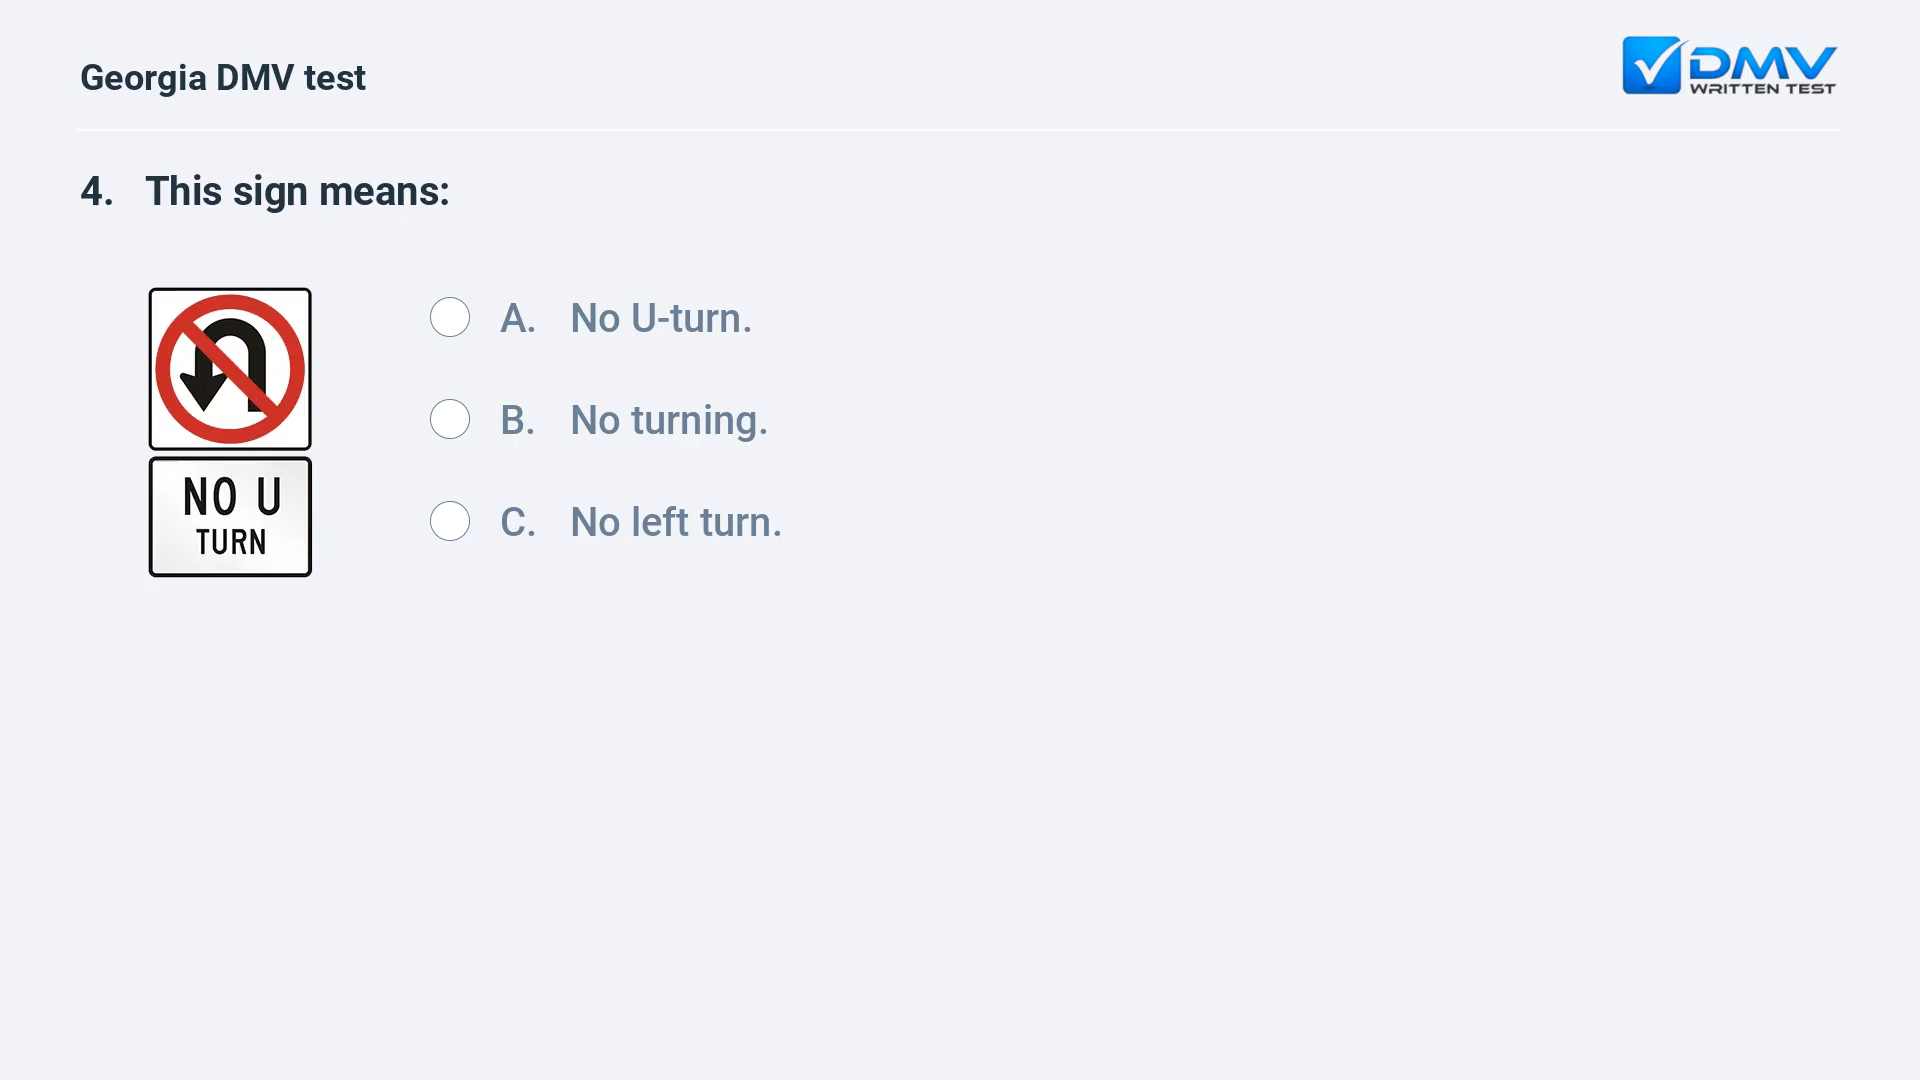 Georgia DMV test
DMV
WRITTEN TEST
4. This sign means:
NO U
TURN
A. No U-turn.
B. No turning.
C. No left turn.